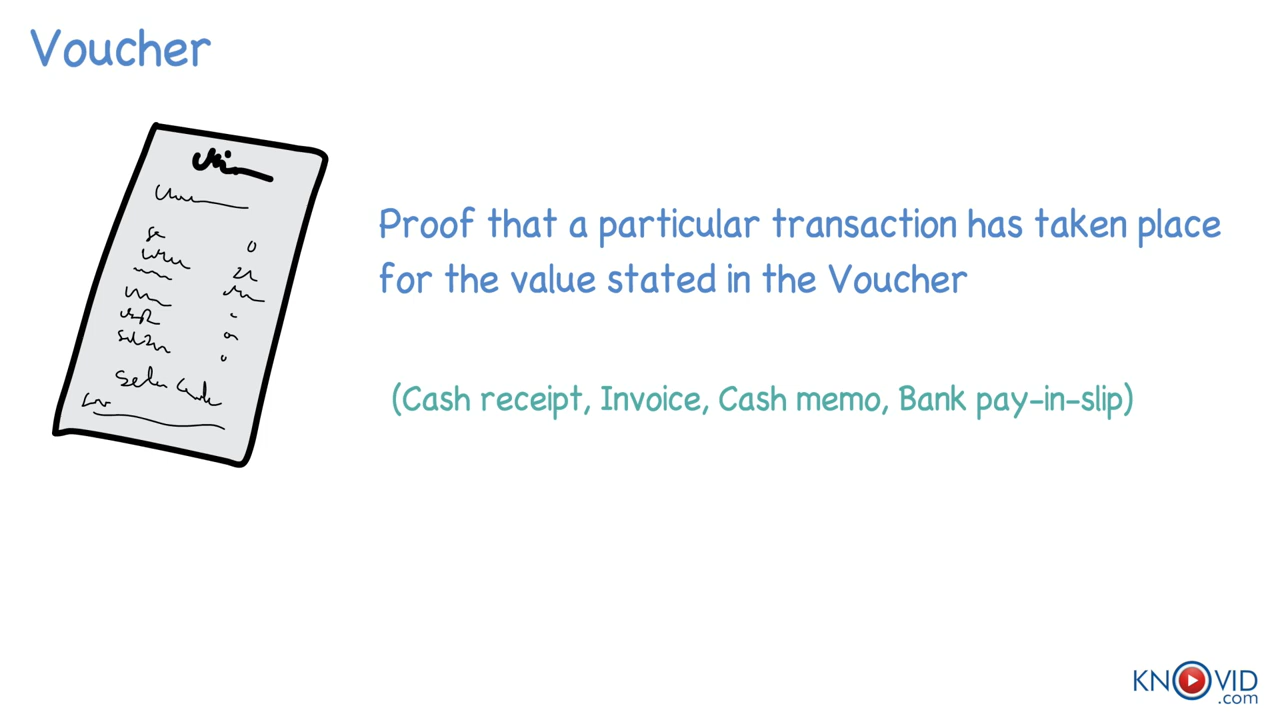 Voucher
Proof that a particular transaction has taken place
for the value stated in the Voucher
(Cash receipt, Invoice, Cash memo, Bank pay-in-slip)
KNOVID
.com